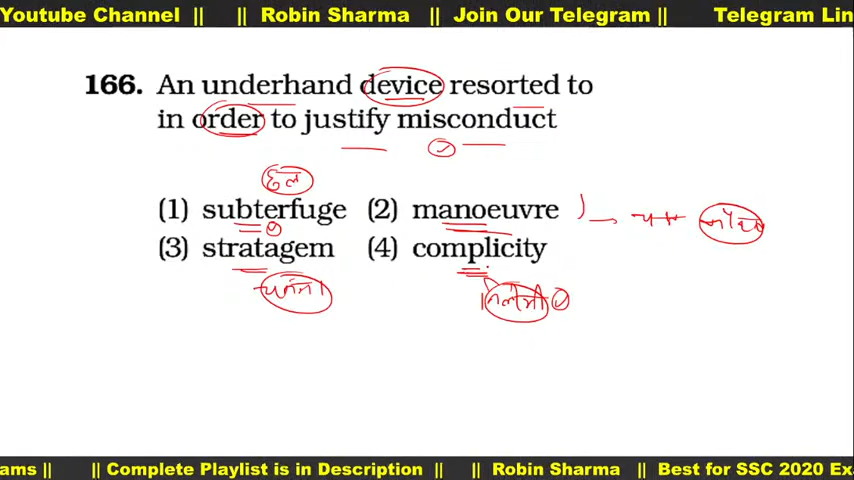 Youtube Channel || || Robin Sharma || Join Our Telegram || Telegram Lin
166. An underhand device resorted to
in order to justify misconduct
छल
(1) subterfuge (2) manoeuvre
(3) stratagem (4) complicity
ams || || Complete Playlist is in Description || || Robin Sharma || Best for SSC 2020 Exa